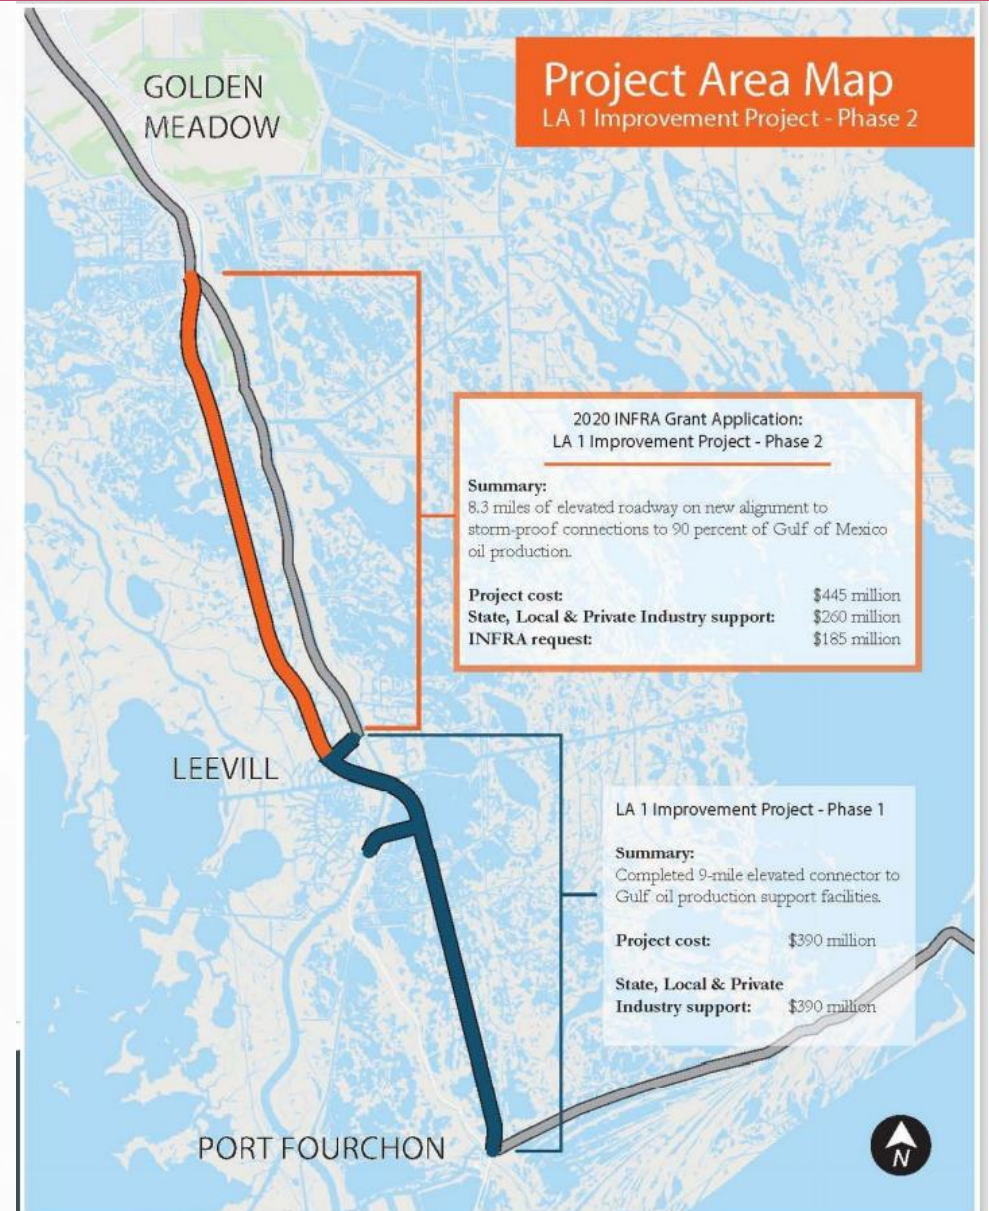 Project Area Map
LA 1 Improvement Project - Phase 2
GOLDEN
MEADOW
2020 INFRA Grant Application:
LA 1 Improvement Project - Phase 2
Summary:
8.3 miles of elevated roadway on new alignment to
storm-proof connections to 90 percent of Gulf of Mexico
oil production.
Project cost: $445 million
State, Local & Private Industry support: $260 million
INFRA request: $185 million
LEEVILL
LA 1 Improvement Project - Phase 1
Summary:
Completed 9-mile elevated connector to
Gulf oil production support facilities.
Project cost: $390 million
State, Local & Private
Industry support: $390 million
PORT FOURCHON
N